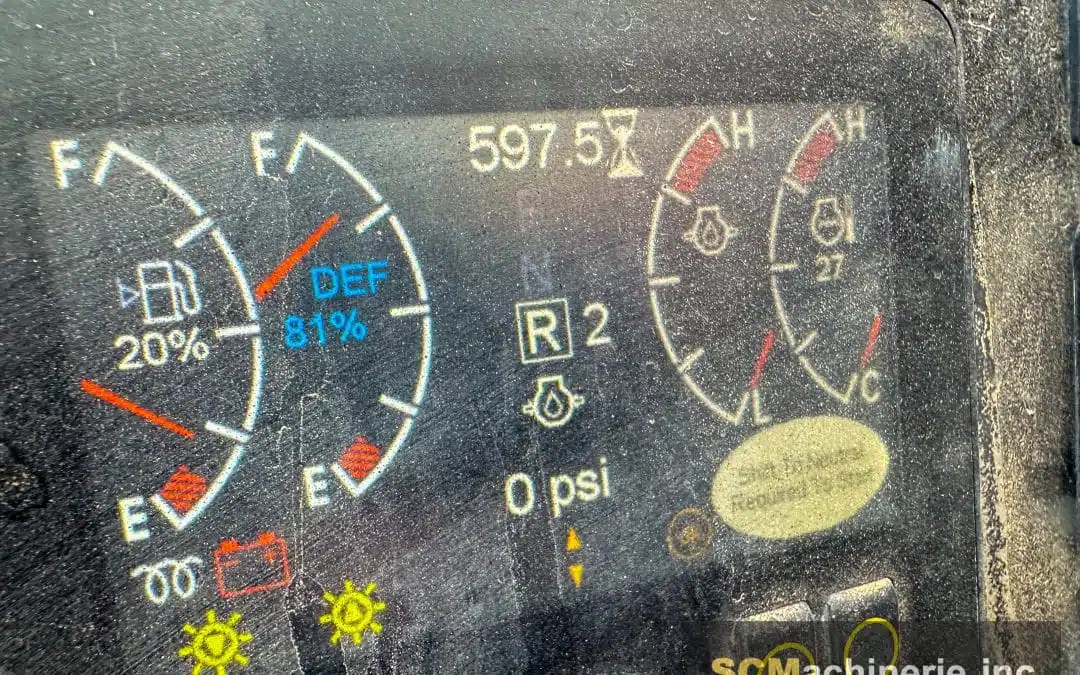 597.5
F
F
H
H
DEF
81%
20%
27
R 2
L
C
E
E
0 psi
Shift To Neutral
Required To Start
SCMachinerie inc